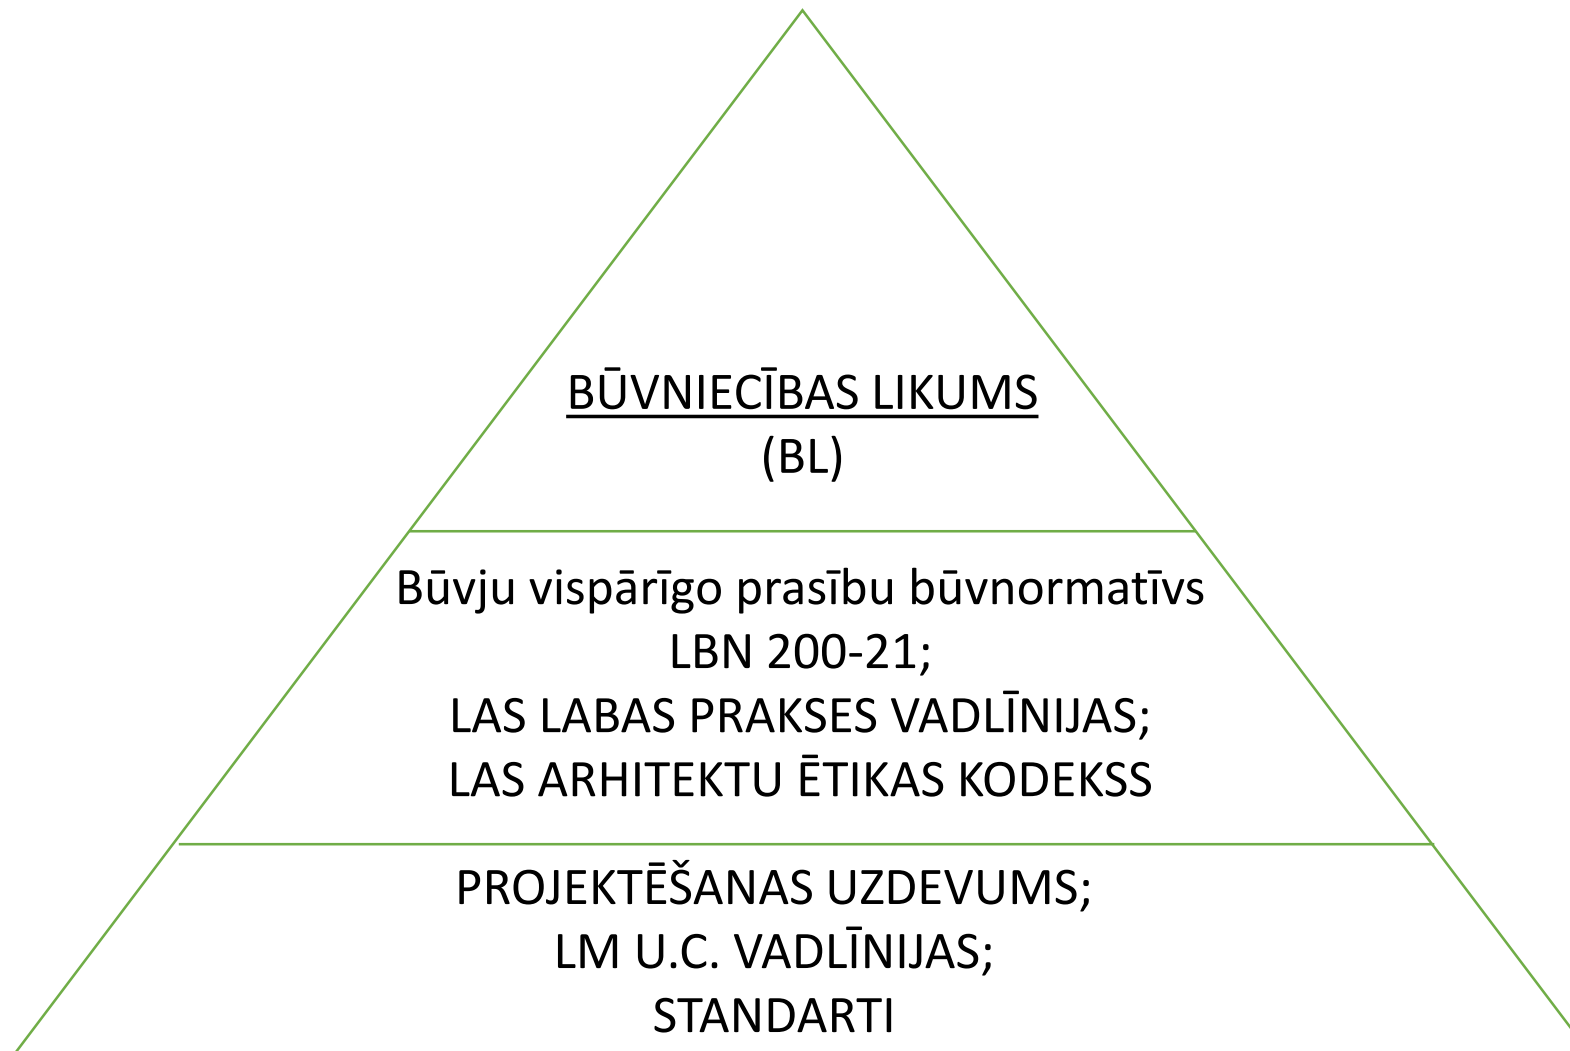 BŪVNIECĪBAS LIKUMS
(BL)
Būvju vispārīgo prasību būvnormatīvs
LBN 200-21;
LAS LABAS PRAKSES VADLĪNIJAS;
LAS ARHITEKTU ĒTIKAS KODEKSS
PROJEKTĒŠANAS UZDEVUMS;
LM U.C. VADLĪNIJAS;
STANDARTI